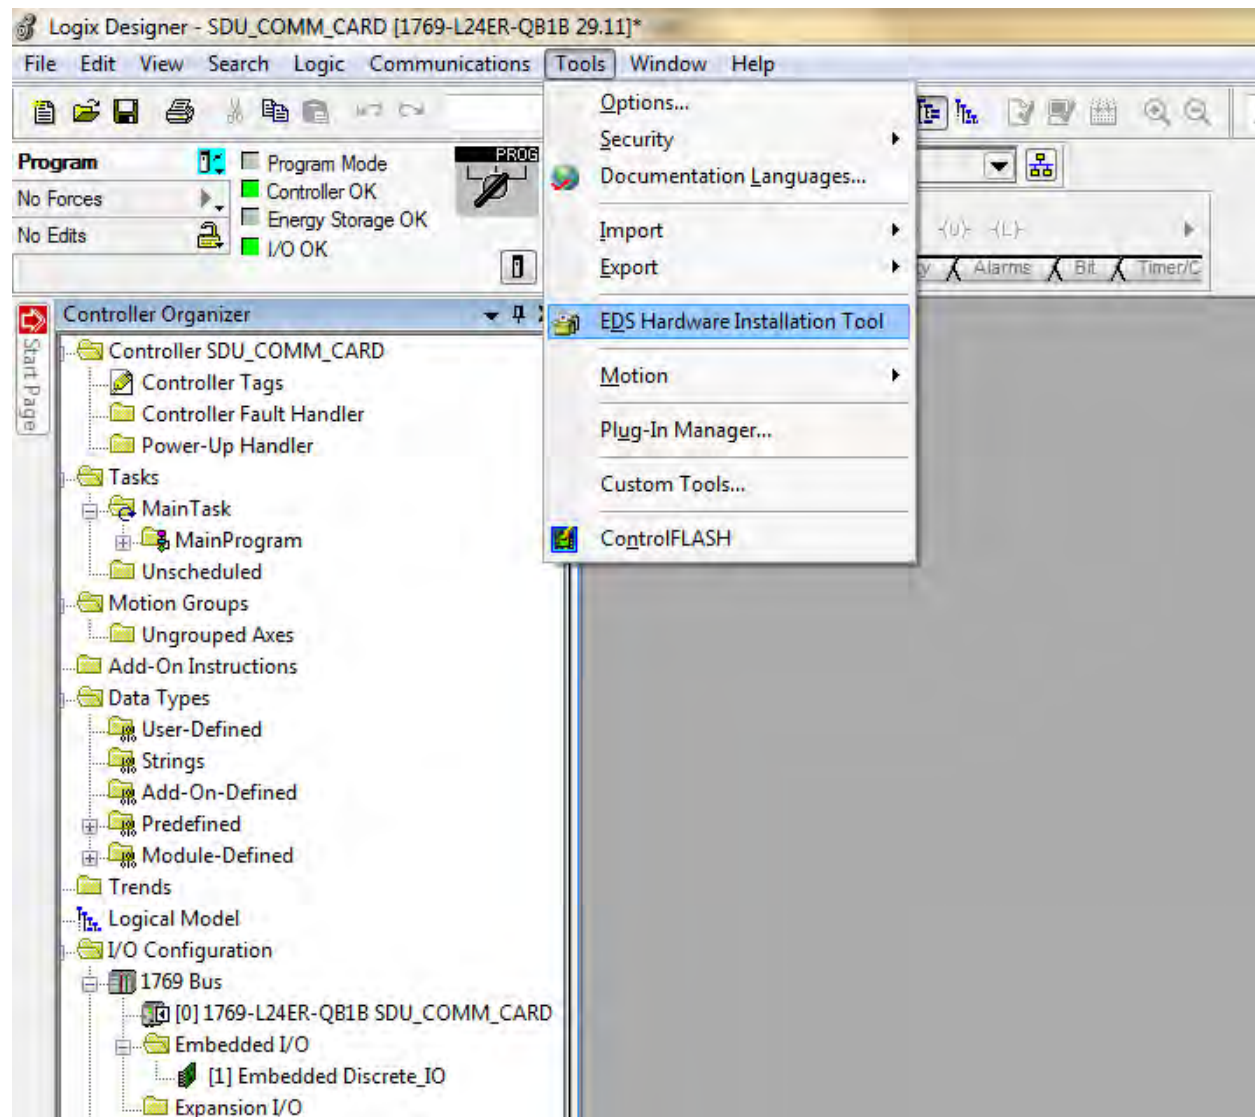 Logix Designer - SDU_COMM_CARD [1769-L24ER-QB1B 29.11]*
File Edit View Search Logic Communications Tools Window Help
Program
No Forces
No Edits
Program Mode
Controller OK
Energy Storage OK
I/O OK
PROG
Options...
Security
Documentation Languages...
Import
Export
EDS Hardware Installation Tool
Motion
Plug-In Manager...
Custom Tools...
ControlFLASH
(U) (L)
Alarms Bit Timer/C
Start Page
Controller Organizer
Controller SDU_COMM_CARD
Controller Tags
Controller Fault Handler
Power-Up Handler
Tasks
MainTask
MainProgram
Unscheduled
Motion Groups
Ungrouped Axes
Add-On Instructions
Data Types
User-Defined
Strings
Add-On-Defined
Predefined
Module-Defined
Trends
Logical Model
I/O Configuration
1769 Bus
[0] 1769-L24ER-QB1B SDU_COMM_CARD
Embedded I/O
[1] Embedded Discrete_IO
Expansion I/O